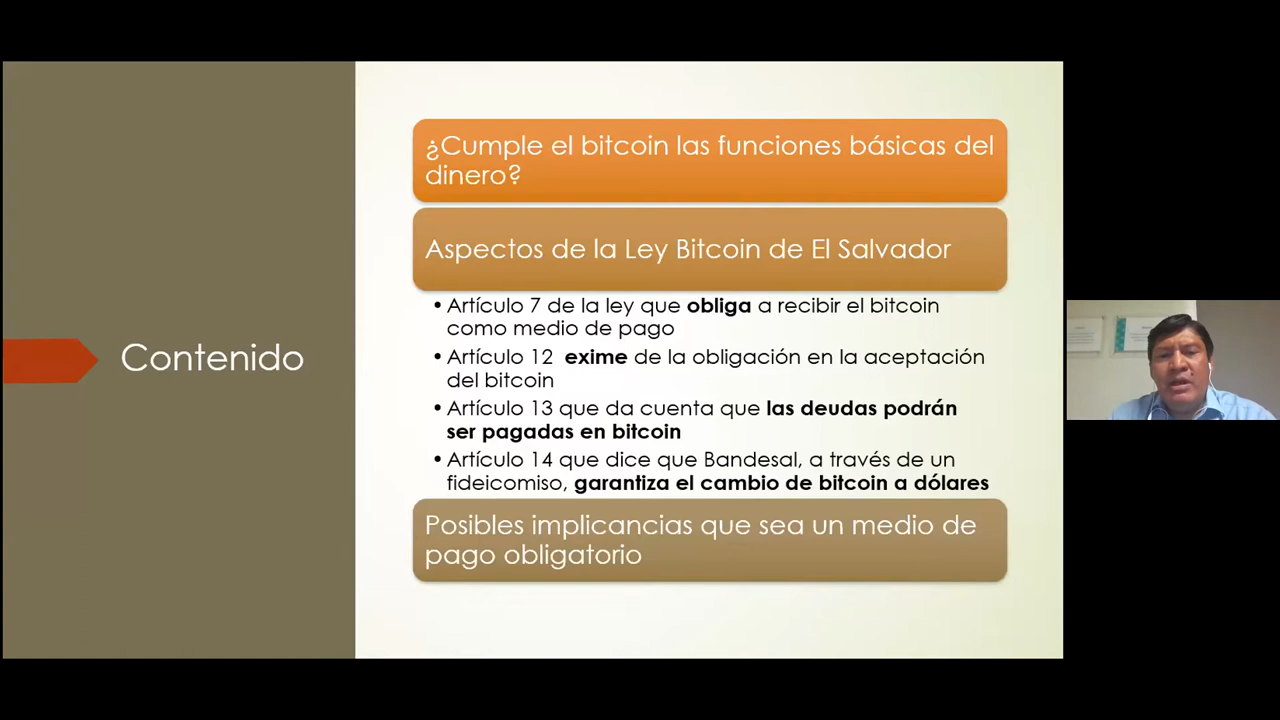 Contenido
¿Cumple el bitcoin las funciones básicas del
dinero?
Aspectos de la Ley Bitcoin de El Salvador
• Artículo 7 de la ley que obliga a recibir el bitcoin
como medio de pago
• Artículo 12 exime de la obligación en la aceptación
del bitcoin
• Artículo 13 que da cuenta que las deudas podrán
ser pagadas en bitcoin
• Artículo 14 que dice que Bandesal, a través de un
fideicomiso, garantiza el cambio de bitcoin a dólares
Posibles implicancias que sea un medio de
pago obligatorio